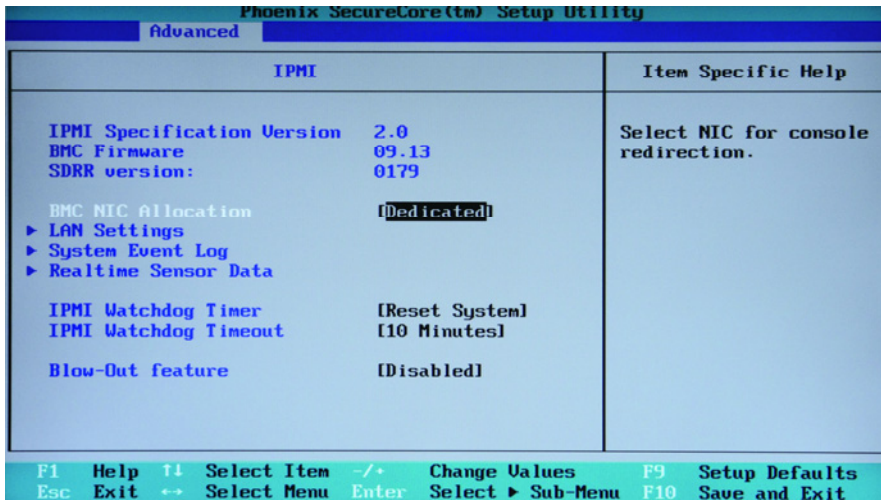 Phoenix SecureCore(tm) Setup Utility
Advanced
IPMI
Item Specific Help
IPMI Specification Version 2.0
BMC Firmware 09.13
SDRR version: 0179
Select NIC for console
redirection.
BMC NIC Allocation [Dedicated]
▶ LAN Settings
▶ System Event Log
▶ Realtime Sensor Data
IPMI Watchdog Timer [Reset System]
IPMI Watchdog Timeout [10 Minutes]
Blow-Out feature [Disabled]
F1 Help ↑↓ Select Item -/+ Change Values F9 Setup Defaults
Esc Exit ↔ Select Menu Enter Select ▶ Sub-Menu F10 Save and Exit